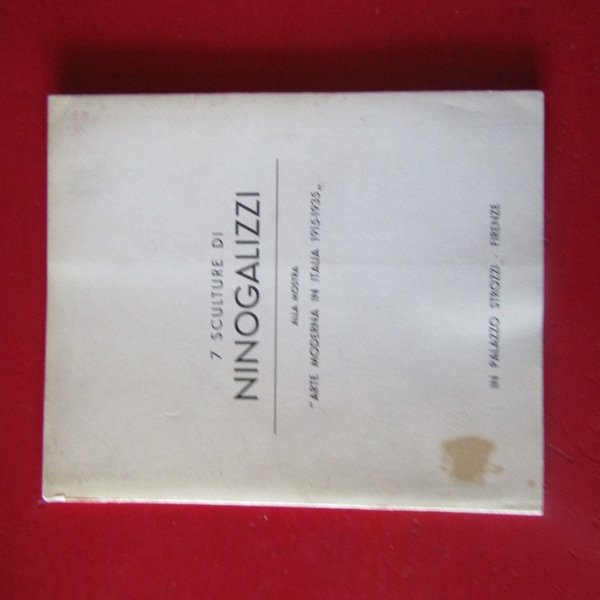 7 SCULTURE DI
NINOGALIZZI
ALLA MOSTRA
"ARTE MODERNA IN ITALIA 1915-1935„
IN PALAZZO STROZZI - FIRENZE